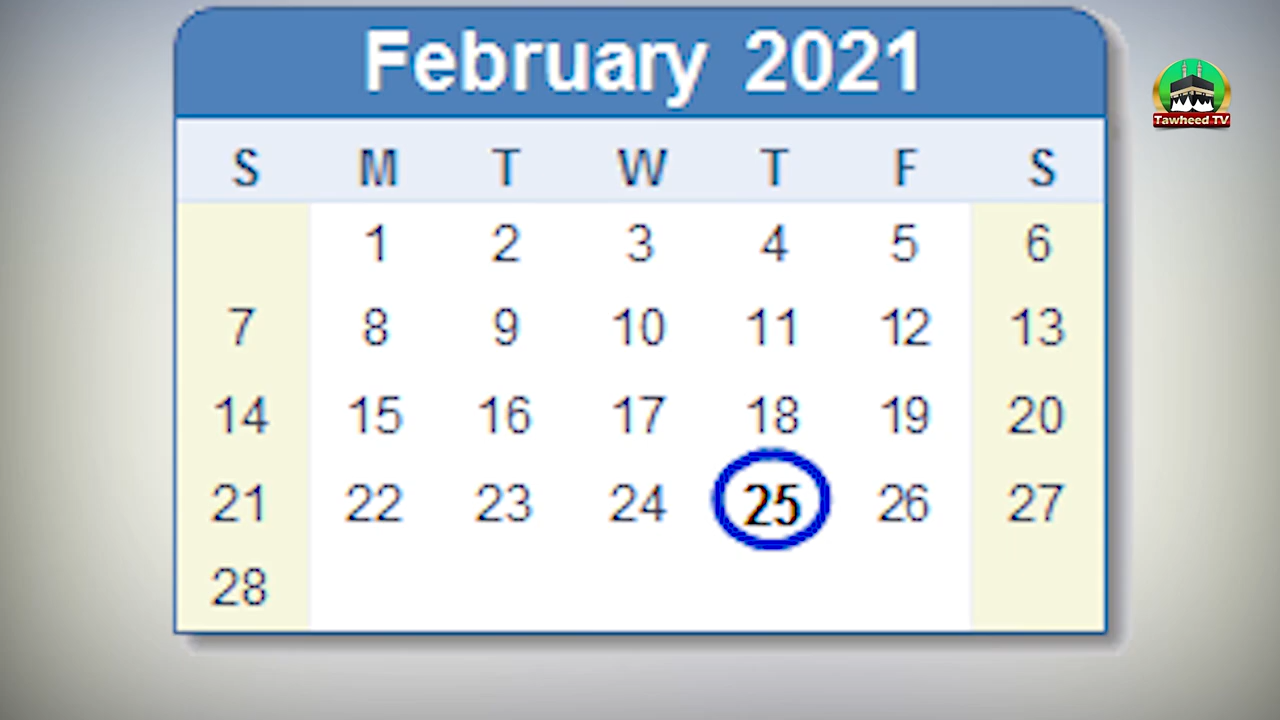 February 2021
S M T W T F S
1 2 3 4 5 6
7 8 9 10 11 12 13
14 15 16 17 18 19 20
21 22 23 24 25 26 27
28
Tawheed TV